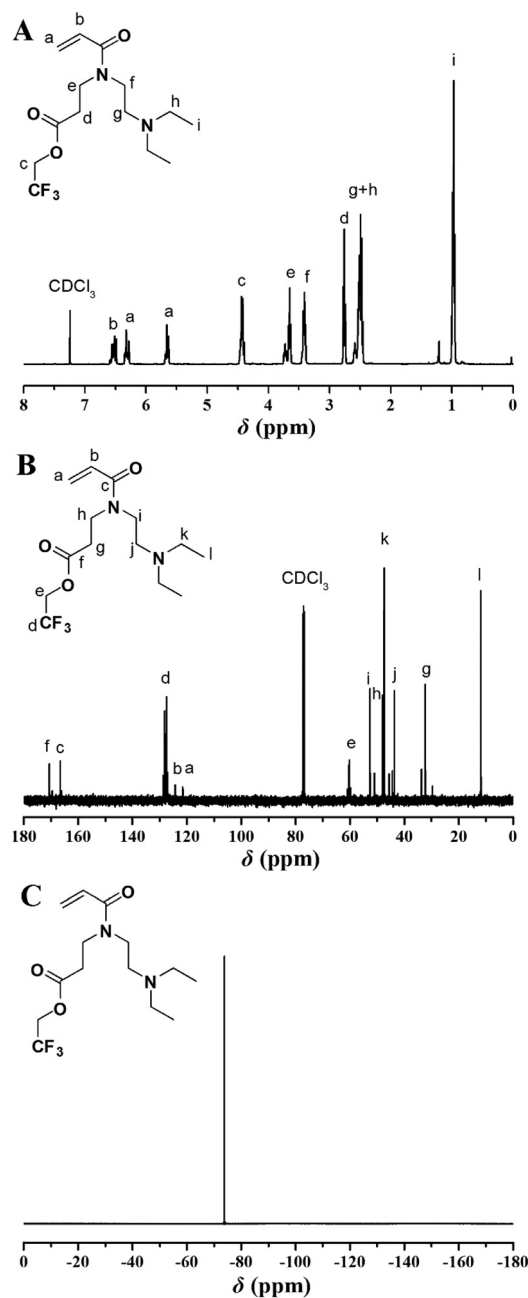 A
b
a
O
e
N
f
O
d
g
N
h
i
c
O
CF₃
i
g+h
d
c
e
f
CDCl₃
b
a
a
8 7 6 5 4 3 2 1 0
δ (ppm)
B
b
a
c
O
h
N
i
O
f
g
j
N
k
l
e
O
d
CF₃
k
CDCl₃
l
d
i
h
j
g
f
c
b
a
e
180 160 140 120 100 80 60 40 20 0
δ (ppm)
C
O
N
O
N
O
CF₃
0 -20 -40 -60 -80 -100 -120 -140 -160 -180
δ (ppm)